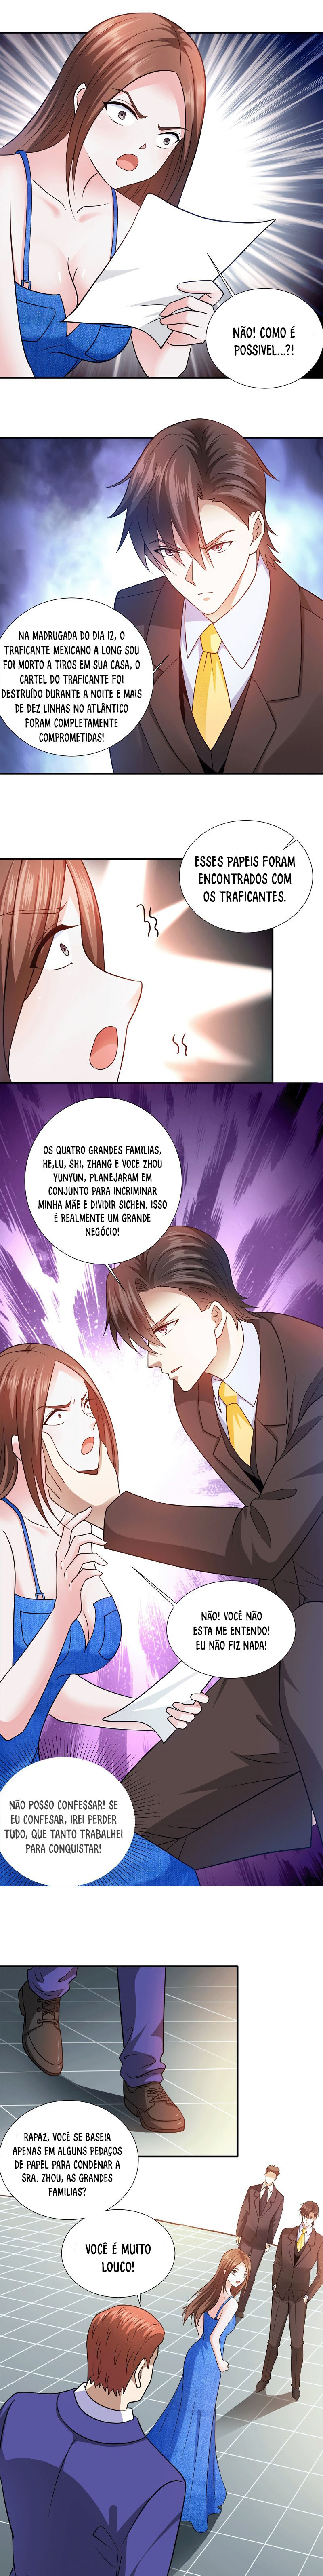 NÃO! COMO É
POSSIVEL...?!
NA MADRUGADA DO DIA 12, O
TRAFICANTE MEXICANO A LONG SOU
FOI MORTO A TIROS EM SUA CASA, O
CARTEL DO TRAFICANTE FOI
DESTRUÍDO DURANTE A NOITE E MAIS
DE DEZ LINHAS NO ATLÂNTICO
FORAM COMPLETAMENTE
COMPROMETIDAS!
ESSES PAPEIS FORAM
ENCONTRADOS COM
OS TRAFICANTES.
OS QUATRO GRANDES FAMILIAS,
HE,LU, SHI, ZHANG E VOCE ZHOU
YUNYUN, PLANEJARAM EM
CONJUNTO PARA INCRIMINAR
MINHA MÃE E DIVIDIR SICHEN. ISSO
É REALMENTE UM GRANDE
NEGÓCIO!
NÃO! VOCÊ NÃO
ESTA ME ENTENDO!
EU NÃO FIZ NADA!
NÃO POSSO CONFESSAR! SE
EU CONFESAR, IREI PERDER
TUDO, QUE TANTO TRABALHEI
PARA CONQUISTAR!
RAPAZ, VOCÊ SE BASEIA
APENAS EM ALGUNS PEDAÇOS
DE PAPEL PARA CONDENAR A
SRA. ZHOU, AS GRANDES
FAMILIAS?
VOCÊ É MUITO
LOUCO!